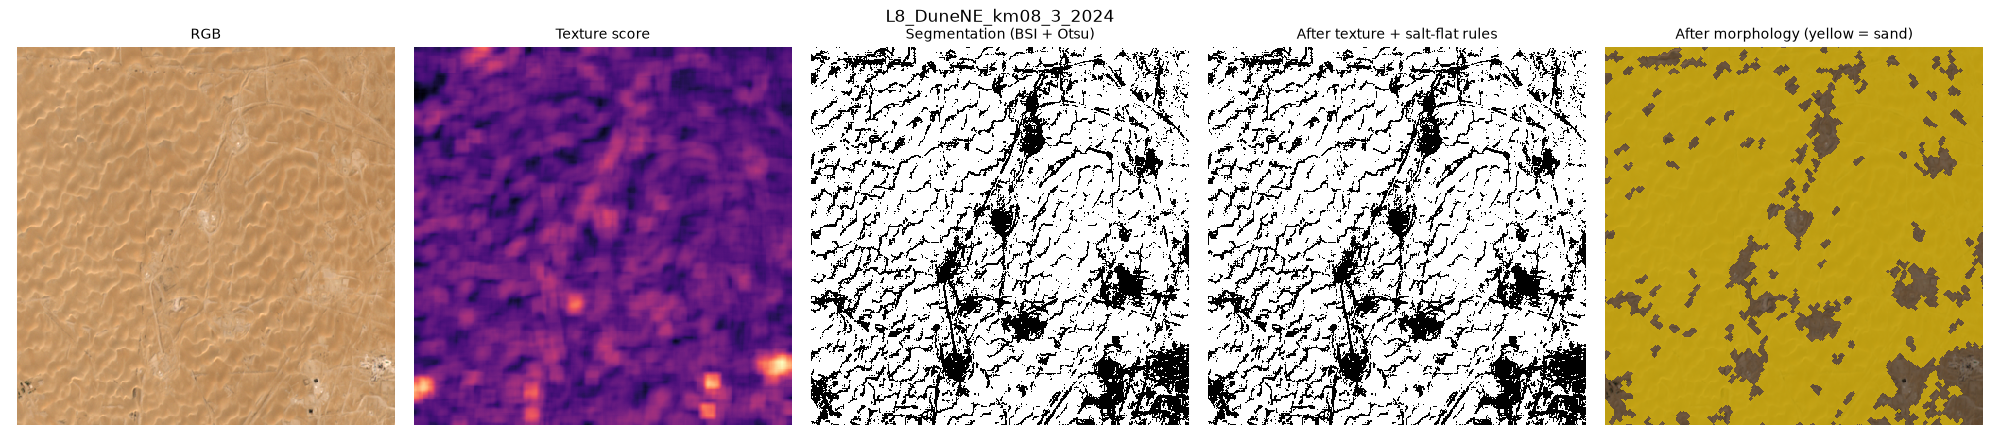 L8_DuneNE_km08_3_2024
RGB
Texture score
Segmentation (BSI + Otsu)
After texture + salt-flat rules
After morphology (yellow = sand)